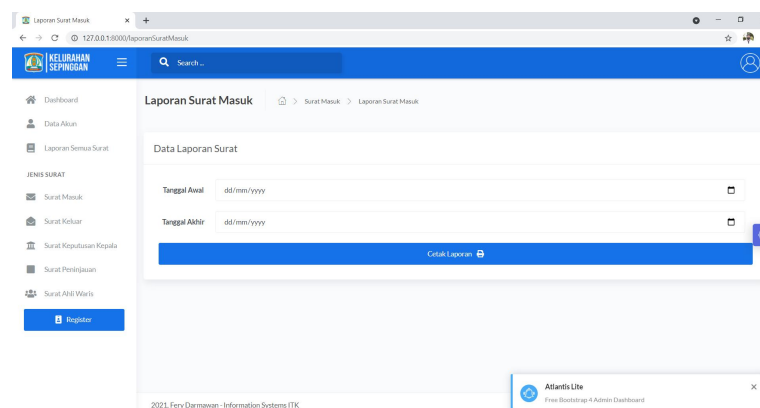 Laporan Surat Masuk
127.0.0.1:8000/laporanSuratMasuk
KELURAHAN
SEPINGGAN
Search ...
Dashboard
Data Akun
Laporan Semua Surat
JENIS SURAT
Surat Masuk
Surat Keluar
Surat Keputusan Kepala
Surat Peninjauan
Surat Ahli Waris
Register
Laporan Surat Masuk
Surat Masuk > Laporan Surat Masuk
Data Laporan Surat
Tanggal Awal dd/mm/yyyy
Tanggal Akhir dd/mm/yyyy
Cetak Laporan
Atlantis Lite
Free Bootstrap 4 Admin Dashboard
2021, Fery Darmawan - Information Systems ITK